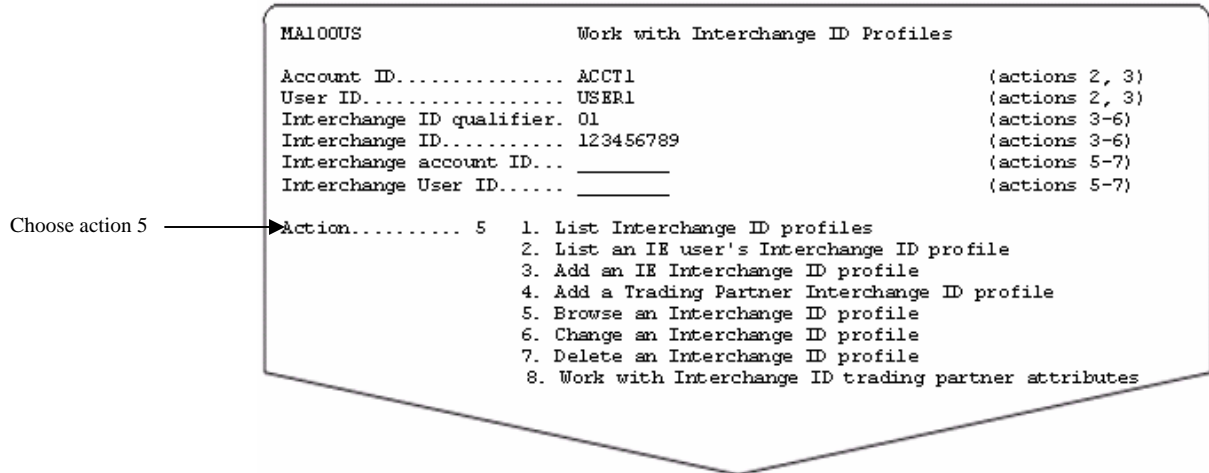 MA100US Work with Interchange ID Profiles
Account ID............... ACCT1 (actions 2, 3)
User ID.................. USER1 (actions 2, 3)
Interchange ID qualifier. 01 (actions 3-6)
Interchange ID........... 123456789 (actions 3-6)
Interchange account ID... ________ (actions 5-7)
Interchange User ID...... ________ (actions 5-7)
Choose action 5
Action.......... 5 1. List Interchange ID profiles
2. List an IE user's Interchange ID profile
3. Add an IE Interchange ID profile
4. Add a Trading Partner Interchange ID profile
5. Browse an Interchange ID profile
6. Change an Interchange ID profile
7. Delete an Interchange ID profile
8. Work with Interchange ID trading partner attributes